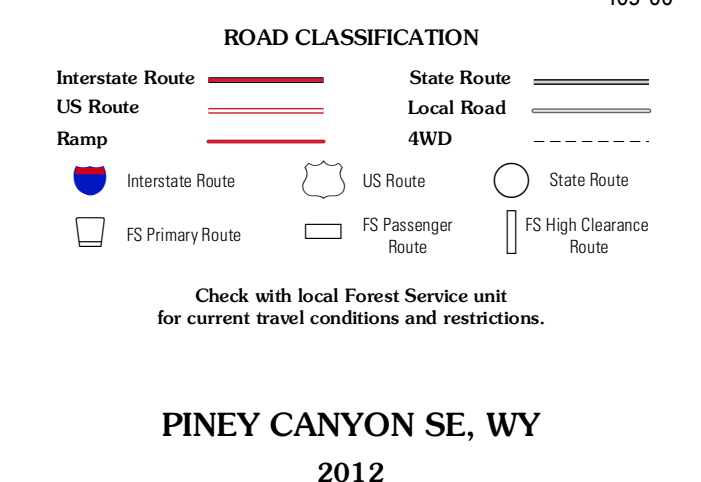 ROAD CLASSIFICATION
Interstate Route
State Route
US Route
Local Road
Ramp
4WD
Interstate Route
US Route
State Route
FS Primary Route
FS Passenger
Route
FS High Clearance
Route
Check with local Forest Service unit
for current travel conditions and restrictions.
PINEY CANYON SE, WY
2012